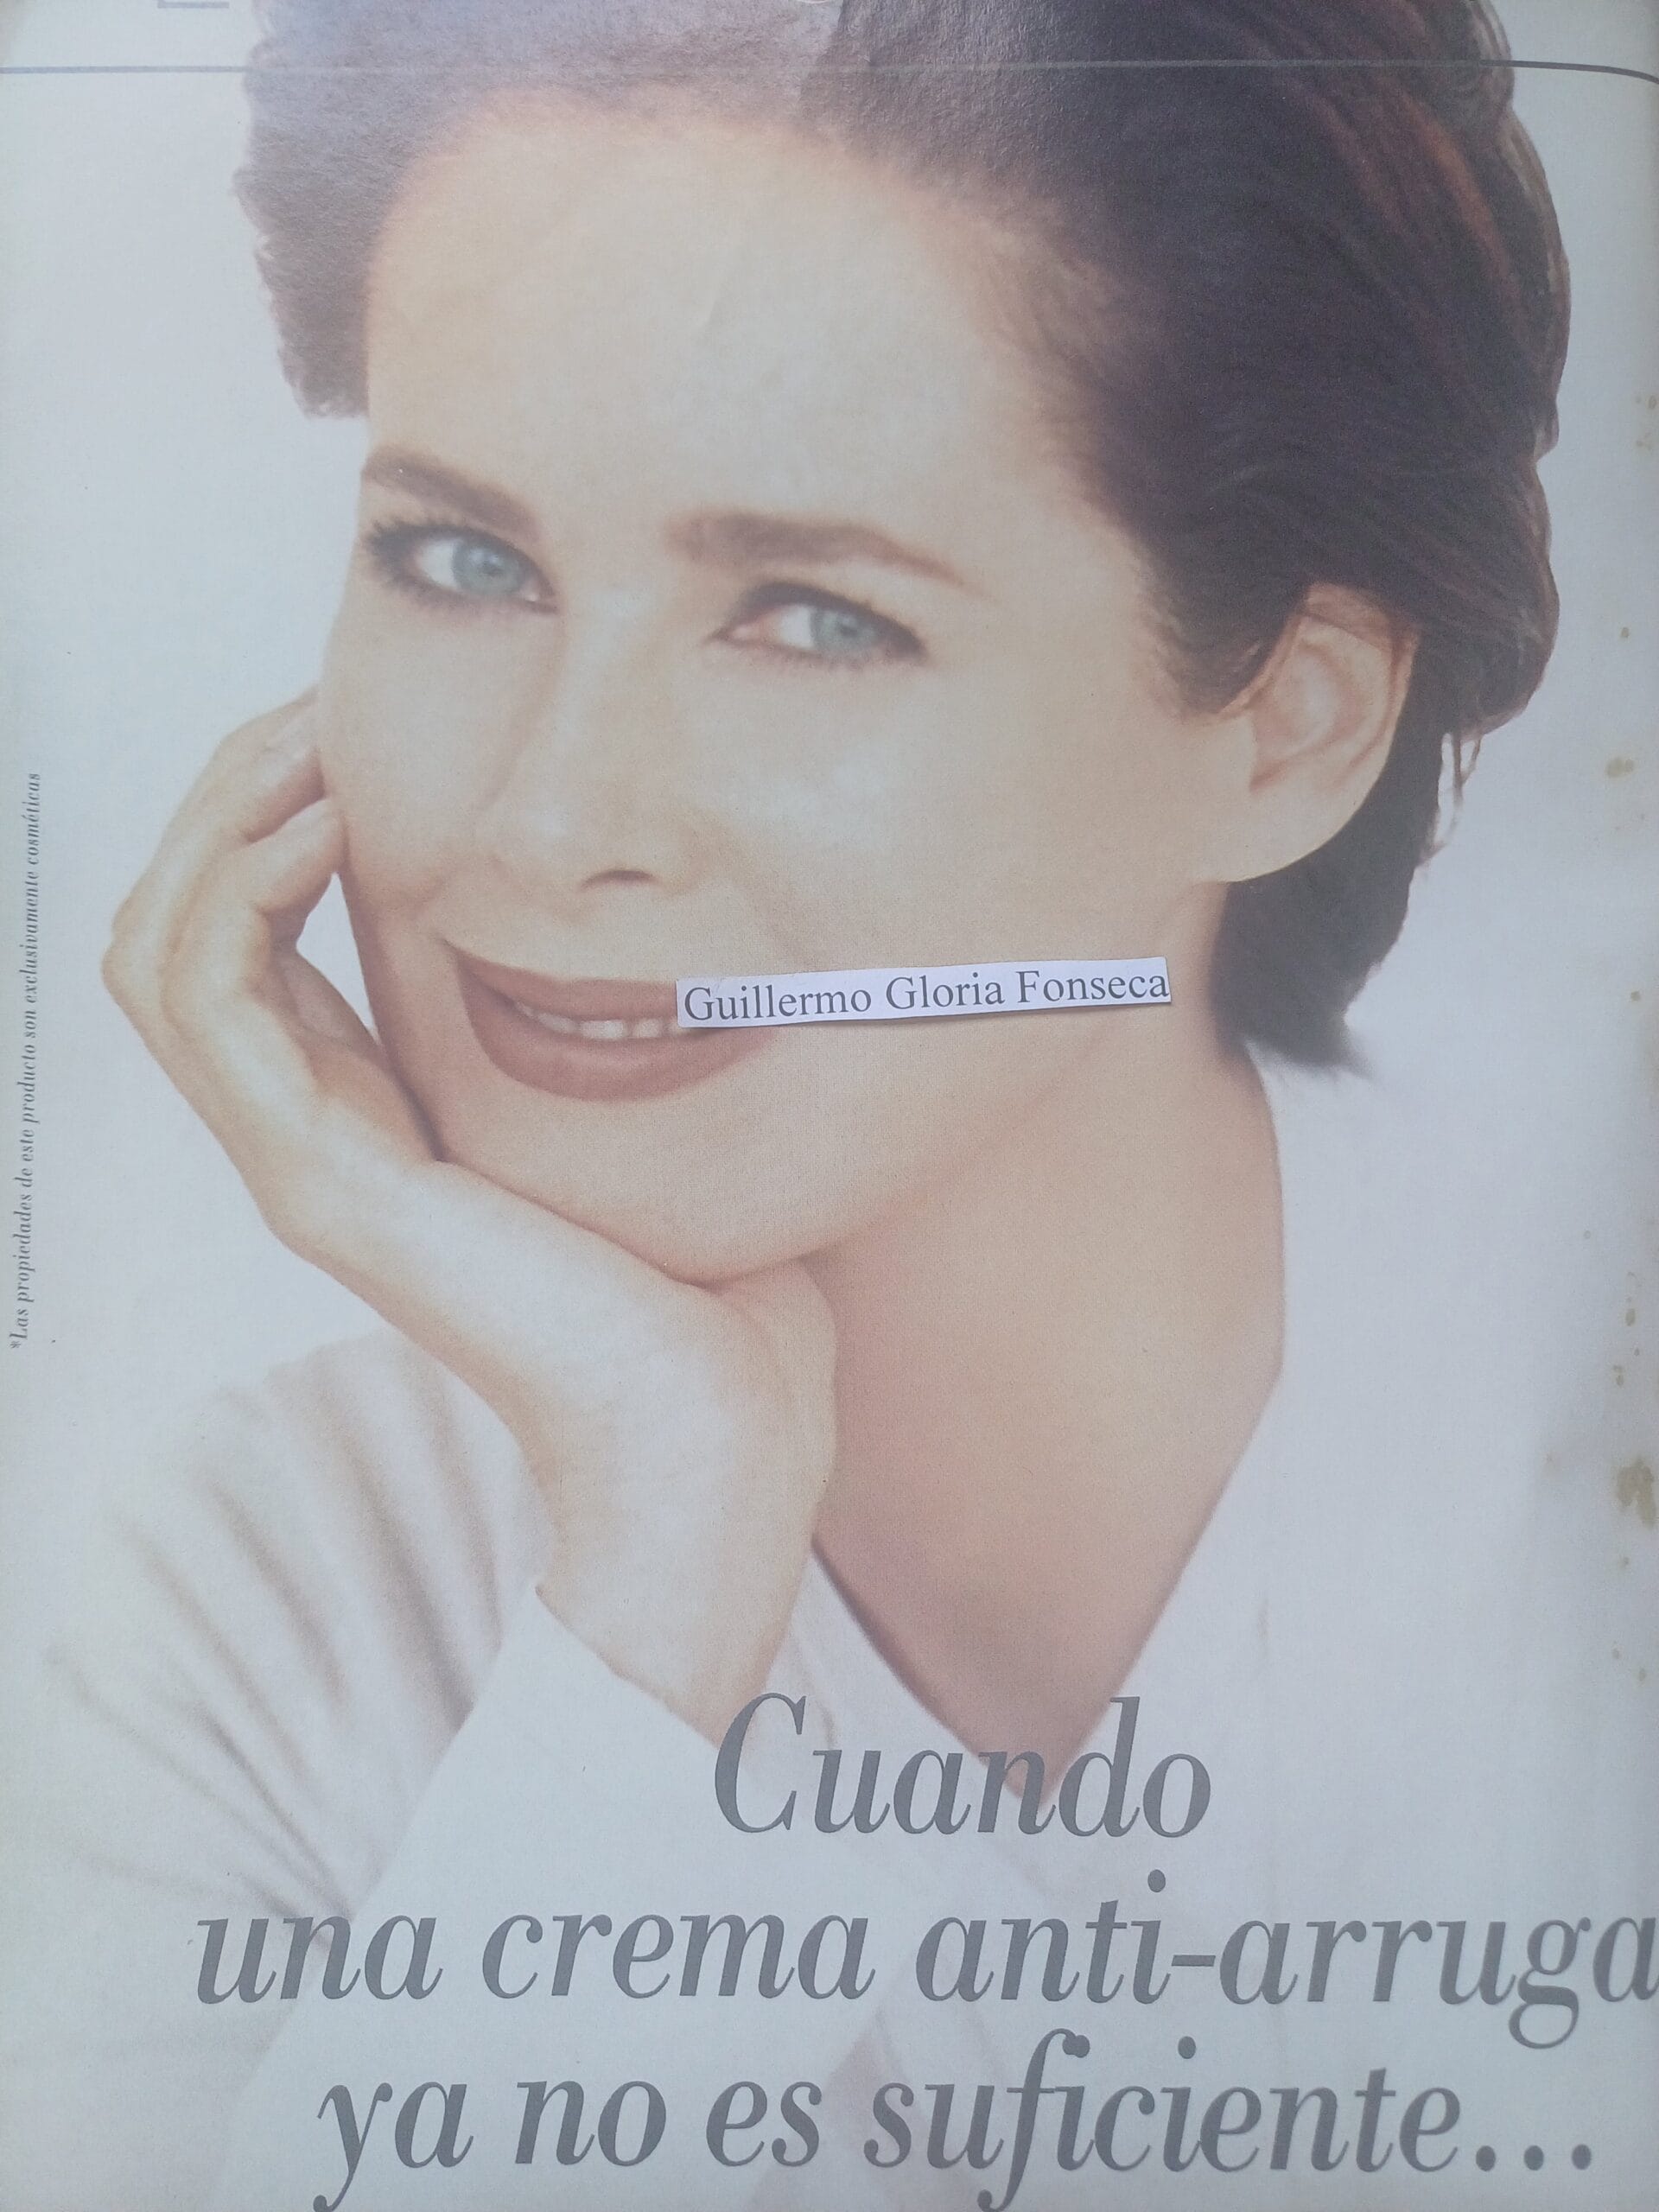 *Las propiedades de este producto son exclusivamente cosméticas
Guillermo Gloria Fonseca
Cuando
una crema anti-arruga
ya no es suficiente...